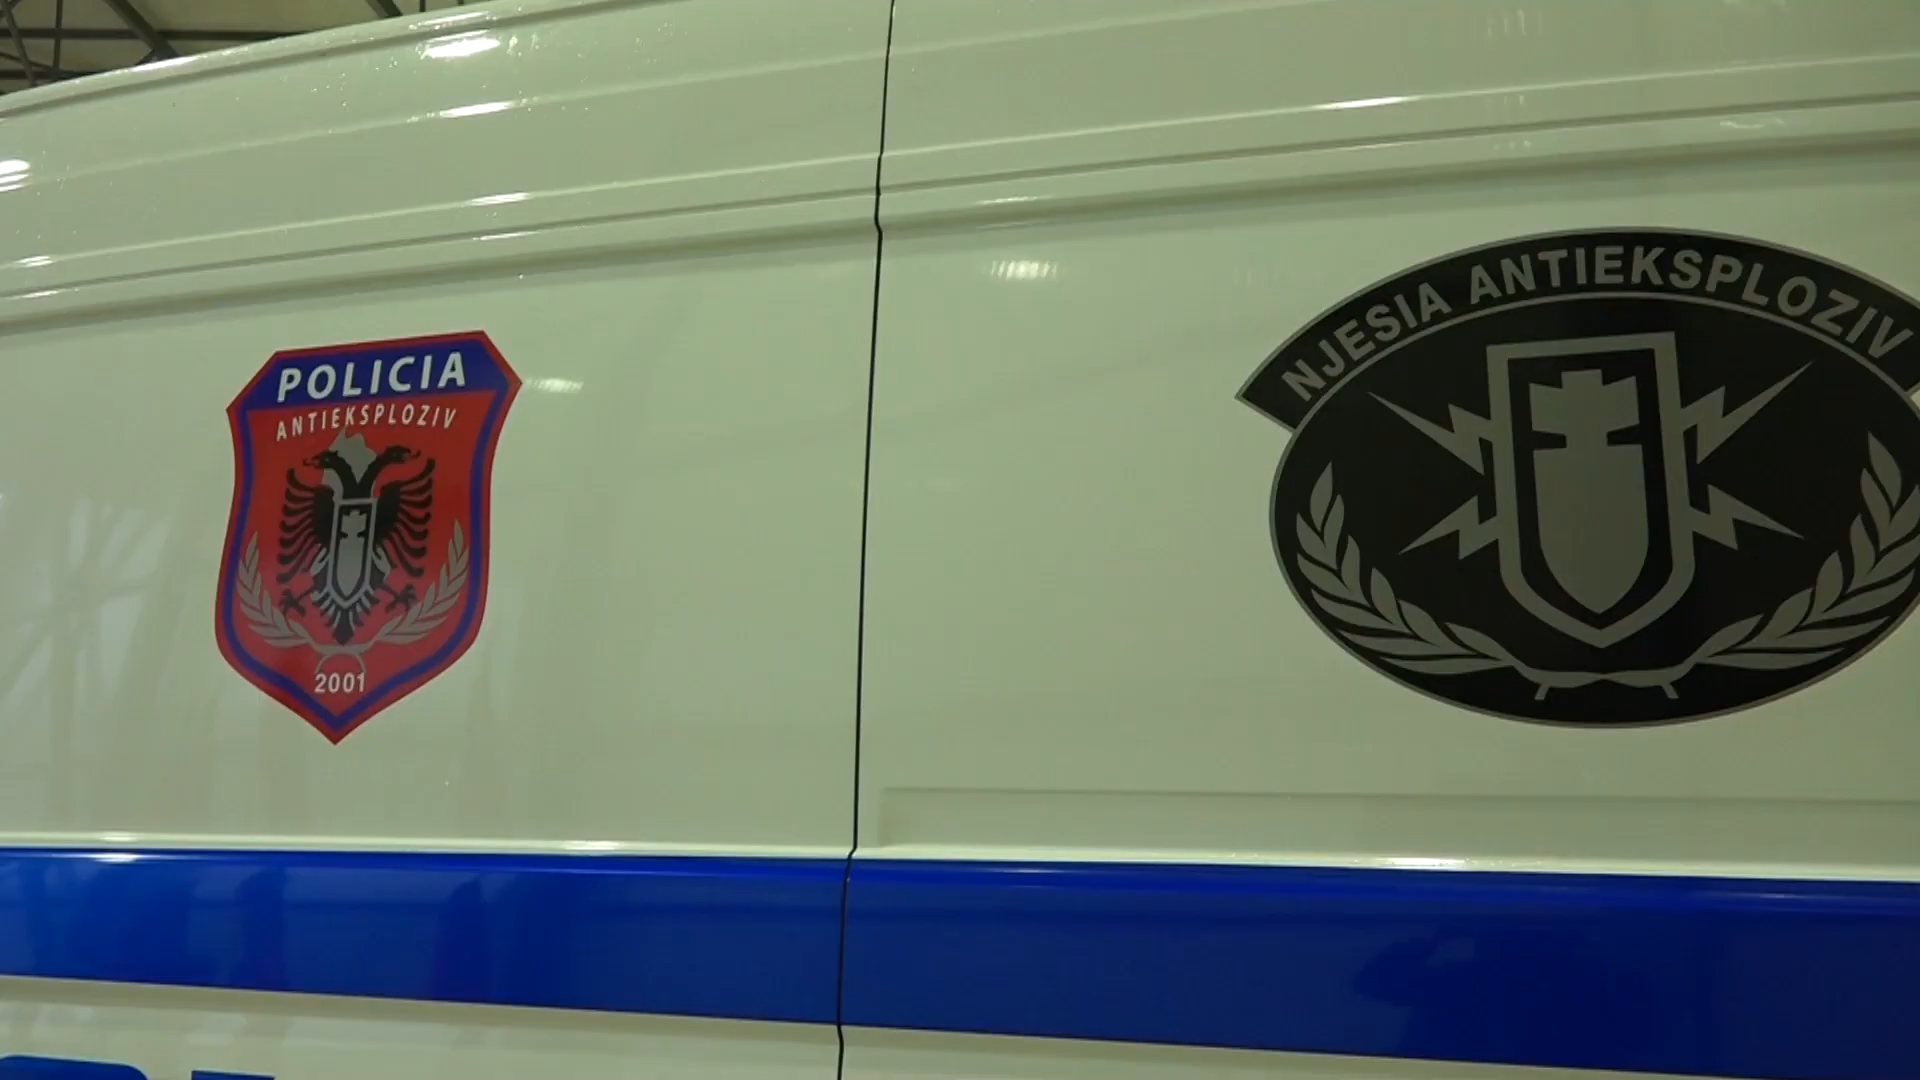 POLICIA
ANTIEKSPLOZIV
2001
NJESIA ANTIEKSPLOZIV